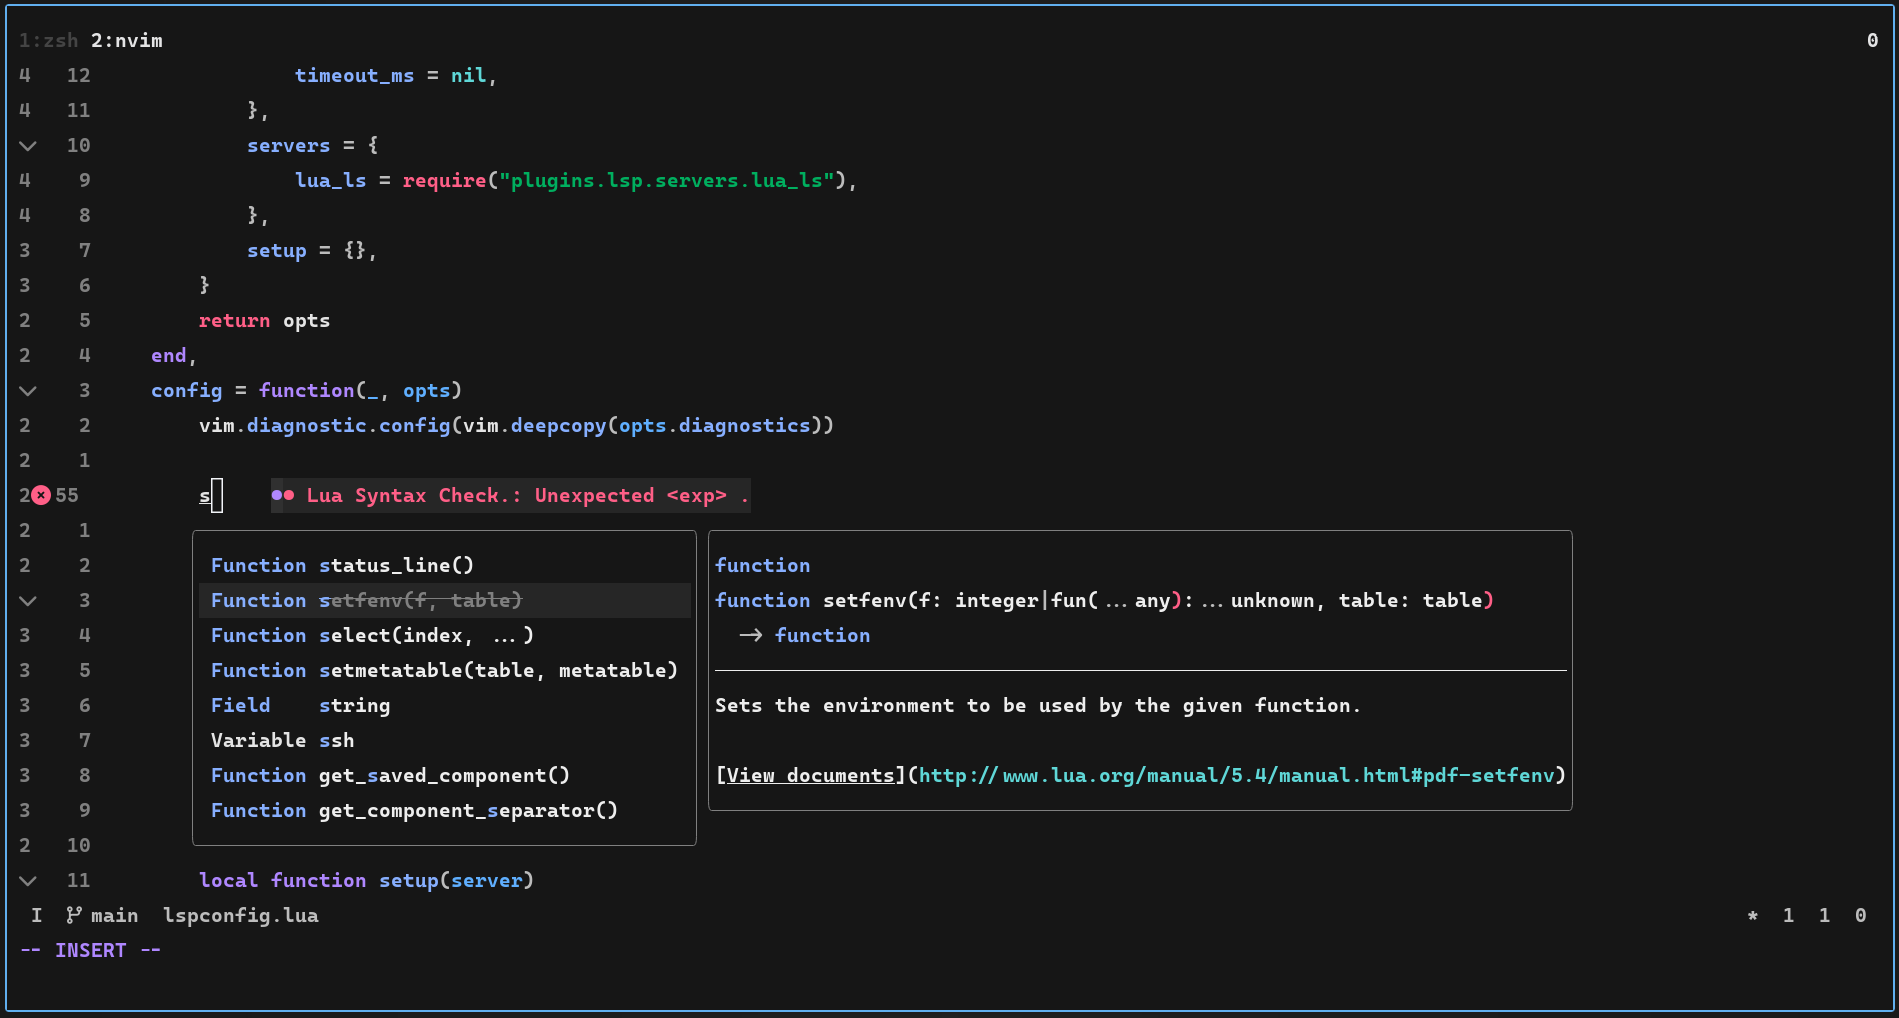 1:zsh 2:nvim 0
4 12 timeout_ms = nil,
4 11 },
10 servers = {
4 9 lua_ls = require("plugins.lsp.servers.lua_ls"),
4 8 },
3 7 setup = {},
3 6 }
2 5 return opts
2 4 end,
3 config = function(_, opts)
2 2 vim.diagnostic.config(vim.deepcopy(opts.diagnostics))
2 1
2 55 s Lua Syntax Check.: Unexpected <exp> .
2 1
2 2 Function status_line() function
3 Function setfenv(f, table) function setfenv(f: integer|fun(...any):...unknown, table: table)
3 4 Function select(index, ...) → function
3 5 Function setmetatable(table, metatable)
3 6 Field string Sets the environment to be used by the given function.
3 7 Variable ssh
3 8 Function get_saved_component() [View documents](http://www.lua.org/manual/5.4/manual.html#pdf-setfenv)
3 9 Function get_component_separator()
2 10
11 local function setup(server)
I main lspconfig.lua * 1 1 0
-- INSERT --